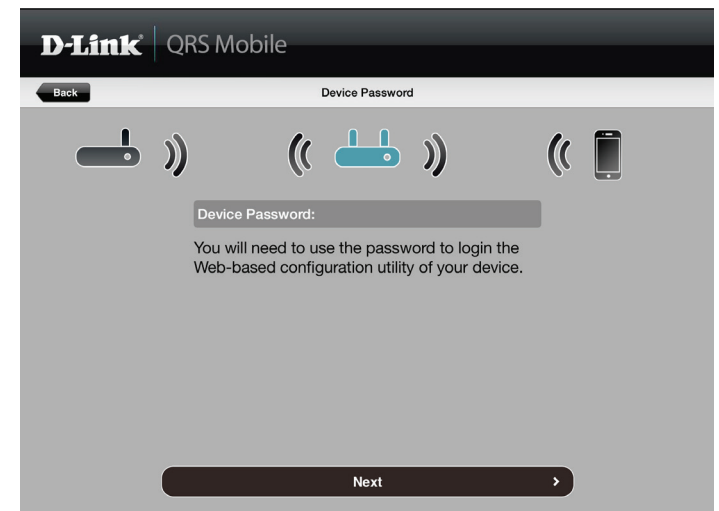 D-Link® QRS Mobile
Back
Device Password
Device Password:
You will need to use the password to login the
Web-based configuration utility of your device.
Next